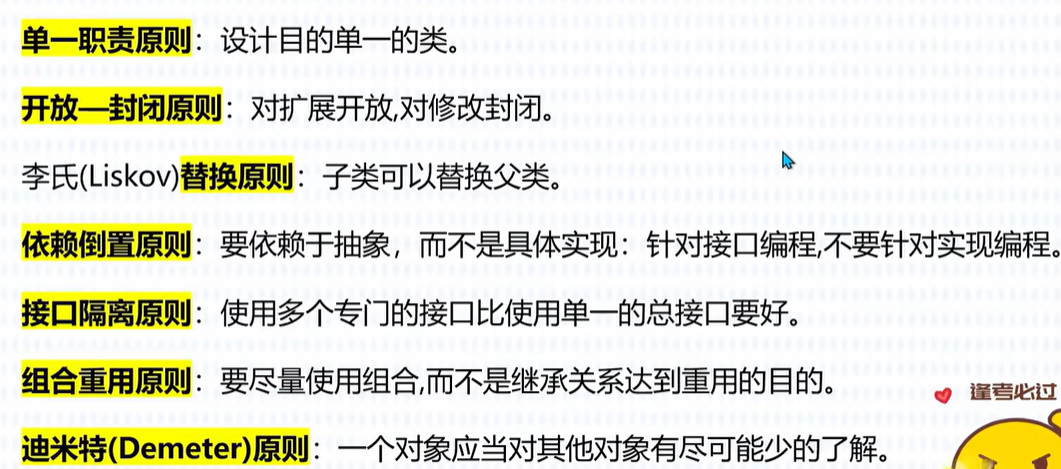 单一职责原则：设计目的单一的类。
开放—封闭原则：对扩展开放,对修改封闭。
李氏(Liskov)替换原则：子类可以替换父类。
依赖倒置原则：要依赖于抽象，而不是具体实现：针对接口编程,不要针对实现编程。
接口隔离原则：使用多个专门的接口比使用单一的总接口要好。
组合重用原则：要尽量使用组合,而不是继承关系达到重用的目的。
逢考必过
迪米特(Demeter)原则：一个对象应当对其他对象有尽可能少的了解。